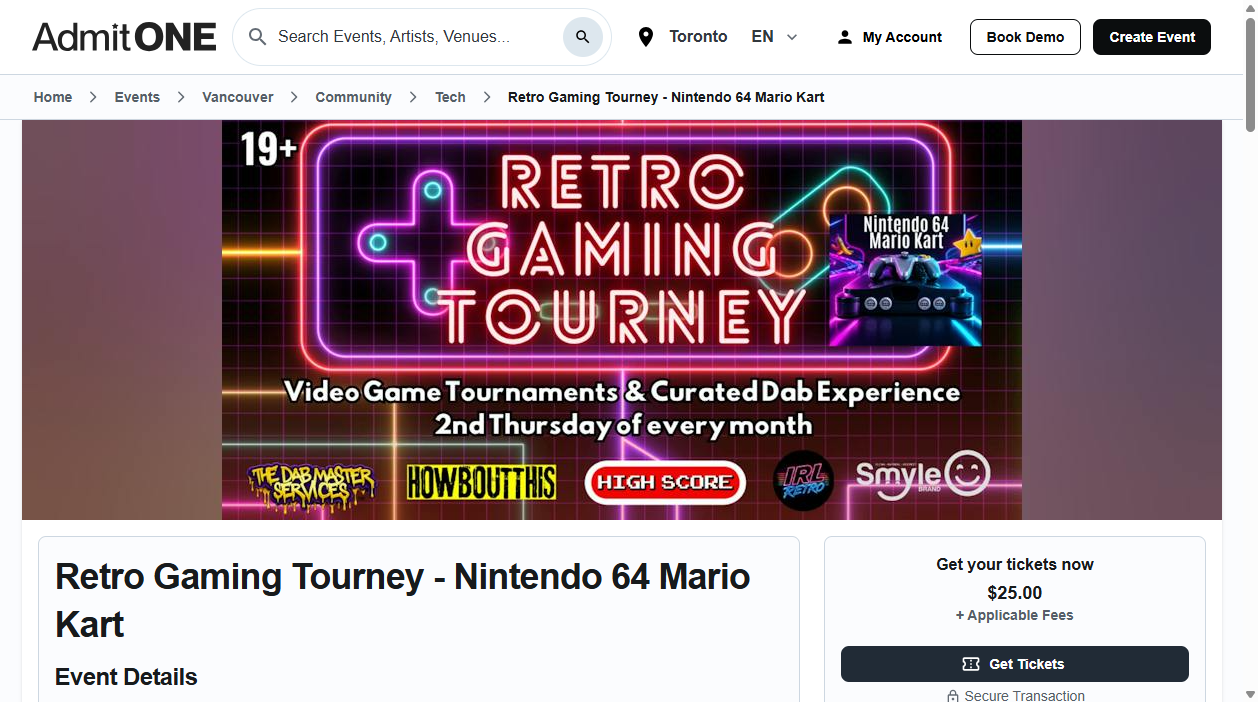 AdmitONE
Search Events, Artists, Venues...
Toronto
EN
My Account
Book Demo
Create Event
Home > Events > Vancouver > Community > Tech > Retro Gaming Tourney - Nintendo 64 Mario Kart
19+
RETRO
GAMING
TOURNEY
Nintendo 64
Mario Kart
Video Game Tournaments & Curated Dab Experience
2nd Thursday of every month
THE DAB MASTER
SERVICES
HOWBOUTTHIS
HIGH SCORE
IRL
RETRO
Smyle
BRAND
Retro Gaming Tourney - Nintendo 64 Mario
Kart
Event Details
Get your tickets now
$25.00
+ Applicable Fees
Get Tickets
Secure Transaction